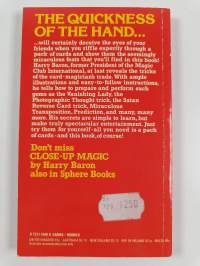 THE QUICKNESS
OF THE HAND...
...will certainly deceive the eyes of your
friends when you riffle expertly through a
pack of cards and show them the seemingly
miraculous feats that you'll find in this book!
Harry Baron, former President of the Magic
Club International, at last reveals the tricks
of the card-magician's trade. With ample
illustrations and easy-to-follow instructions,
he tells how to prepare and perform such
gems as the Vanishing Lady, the
Photographic Thought trick, the Satan
Reverse Card trick, Miraculous
Transposition, Prediction, and many, many
more. His secrets are simple to learn, but
make truly spectacular entertainment. Just
try them for yourself-all you need is a pack
of cards-and this book, of course!
Don't miss
CLOSE-UP MAGIC
by Harry Baron
also in Sphere Books